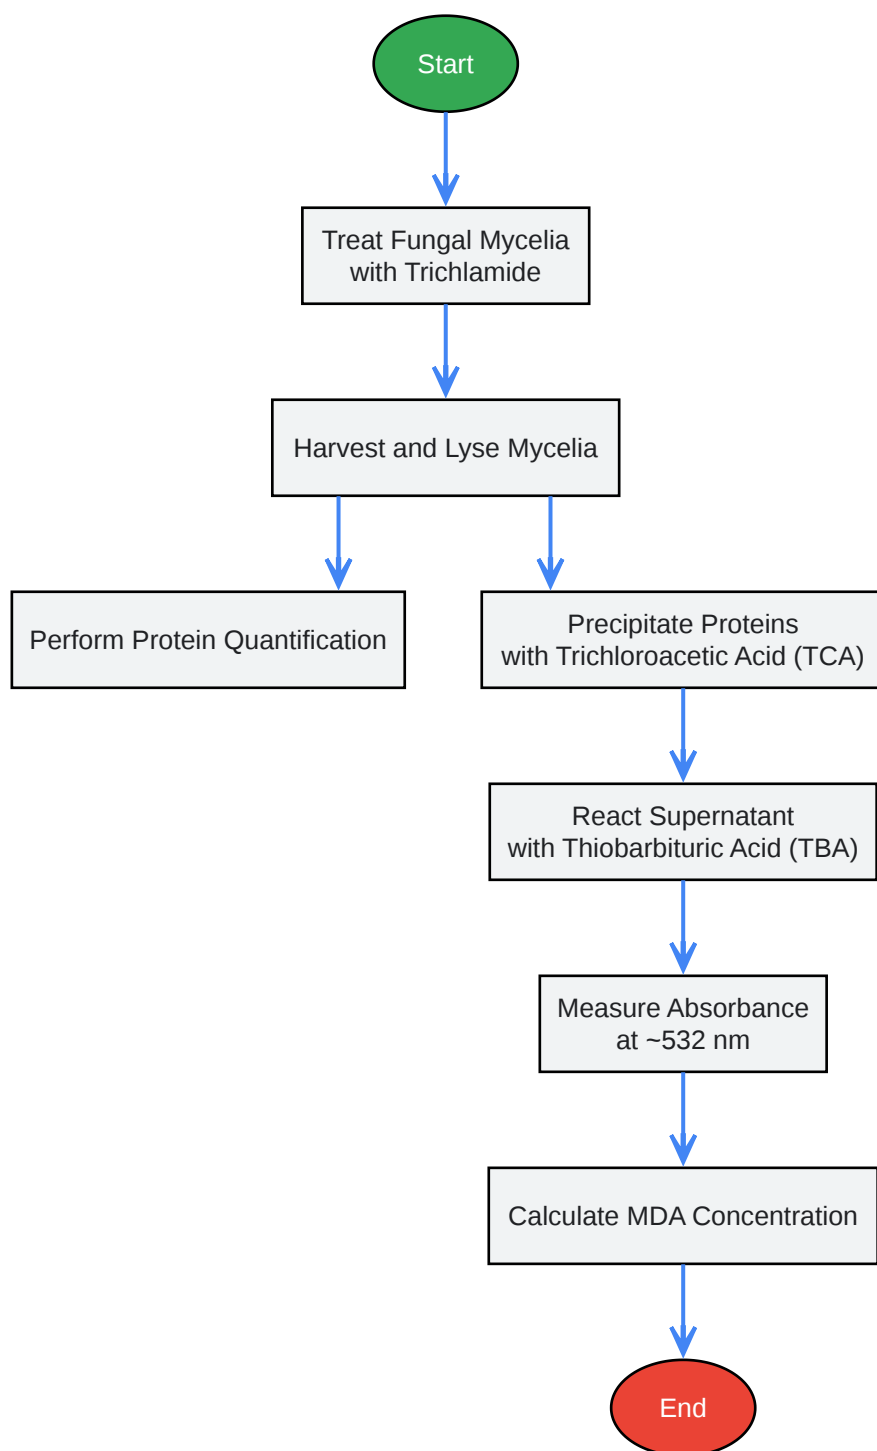 Start
Treat Fungal Mycelia
with Trichlamide
Harvest and Lyse Mycelia
Perform Protein Quantification
Precipitate Proteins
with Trichloroacetic Acid (TCA)
React Supernatant
with Thiobarbituric Acid (TBA)
Measure Absorbance
at ~532 nm
Calculate MDA Concentration
End